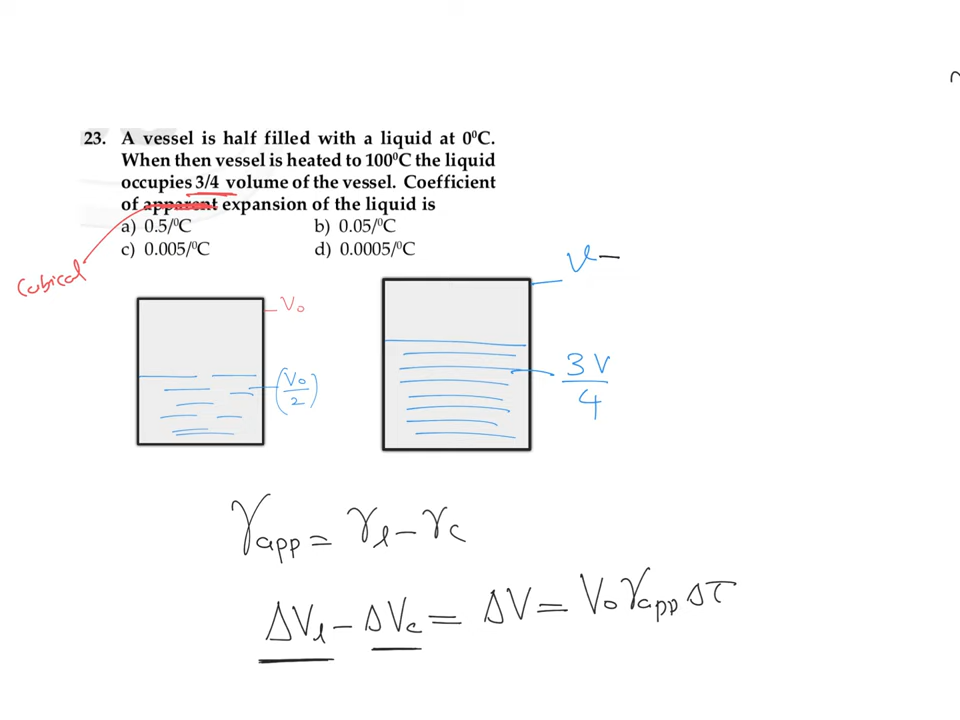 23. A vessel is half filled with a liquid at 0⁰C.
When then vessel is heated to 100⁰C the liquid
occupies 3/4 volume of the vessel. Coefficient
of apparent expansion of the liquid is
a) 0.5/⁰C b) 0.05/⁰C
c) 0.005/⁰C d) 0.0005/⁰C
Cubical
V₀
V
(V₀/2)
3V/4
γapp = γl − γc
ΔVl − ΔVc = ΔV = V₀ γapp ΔT